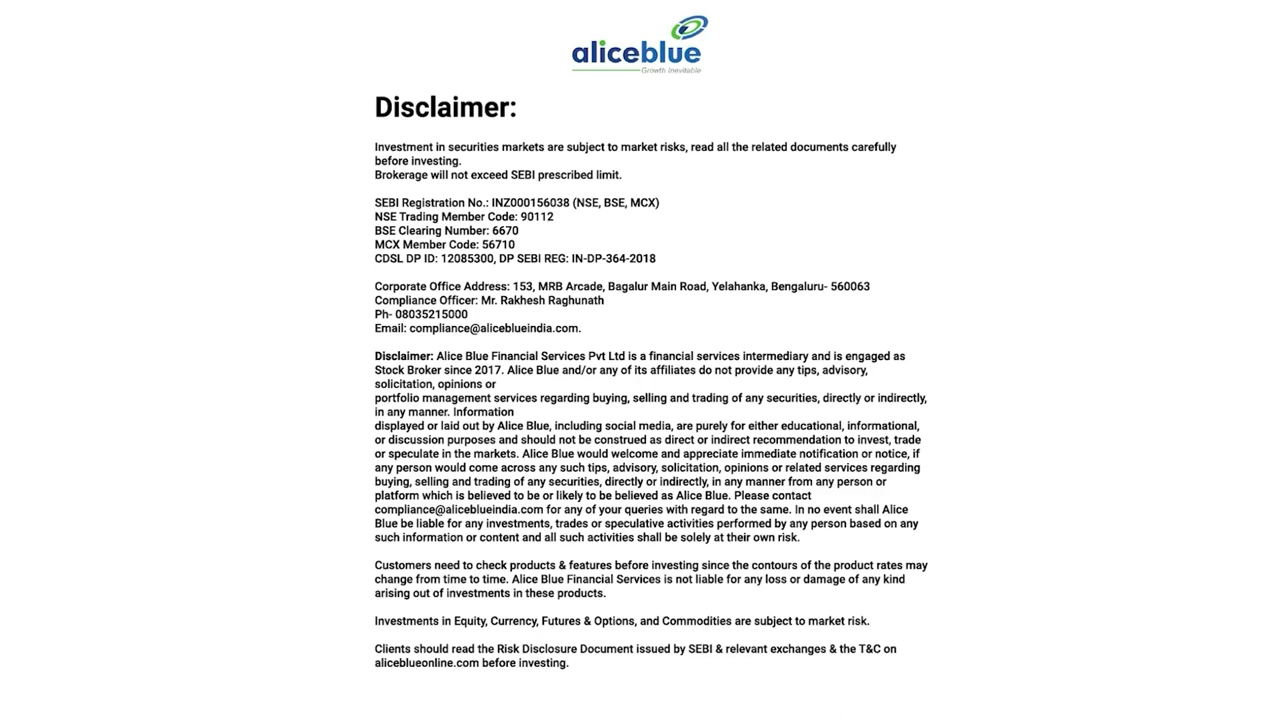 aliceblue
Growth Inevitable
Disclaimer:
Investment in securities markets are subject to market risks, read all the related documents carefully
before investing.
Brokerage will not exceed SEBI prescribed limit.
SEBI Registration No.: INZ000156038 (NSE, BSE, MCX)
NSE Trading Member Code: 90112
BSE Clearing Number: 6670
MCX Member Code: 56710
CDSL DP ID: 12085300, DP SEBI REG: IN-DP-364-2018
Corporate Office Address: 153, MRB Arcade, Bagalur Main Road, Yelahanka, Bengaluru- 560063
Compliance Officer: Mr. Rakhesh Raghunath
Ph- 08035215000
Email: compliance@aliceblueindia.com.
Disclaimer: Alice Blue Financial Services Pvt Ltd is a financial services intermediary and is engaged as
Stock Broker since 2017. Alice Blue and/or any of its affiliates do not provide any tips, advisory,
solicitation, opinions or
portfolio management services regarding buying, selling and trading of any securities, directly or indirectly,
in any manner. Information
displayed or laid out by Alice Blue, including social media, are purely for either educational, informational,
or discussion purposes and should not be construed as direct or indirect recommendation to invest, trade
or speculate in the markets. Alice Blue would welcome and appreciate immediate notification or notice, if
any person would come across any such tips, advisory, solicitation, opinions or related services regarding
buying, selling and trading of any securities, directly or indirectly, in any manner from any person or
platform which is believed to be or likely to be believed as Alice Blue. Please contact
compliance@aliceblueindia.com for any of your queries with regard to the same. In no event shall Alice
Blue be liable for any investments, trades or speculative activities performed by any person based on any
such information or content and all such activities shall be solely at their own risk.
Customers need to check products & features before investing since the contours of the product rates may
change from time to time. Alice Blue Financial Services is not liable for any loss or damage of any kind
arising out of investments in these products.
Investments in Equity, Currency, Futures & Options, and Commodities are subject to market risk.
Clients should read the Risk Disclosure Document issued by SEBI & relevant exchanges & the T&C on
aliceblueonline.com before investing.